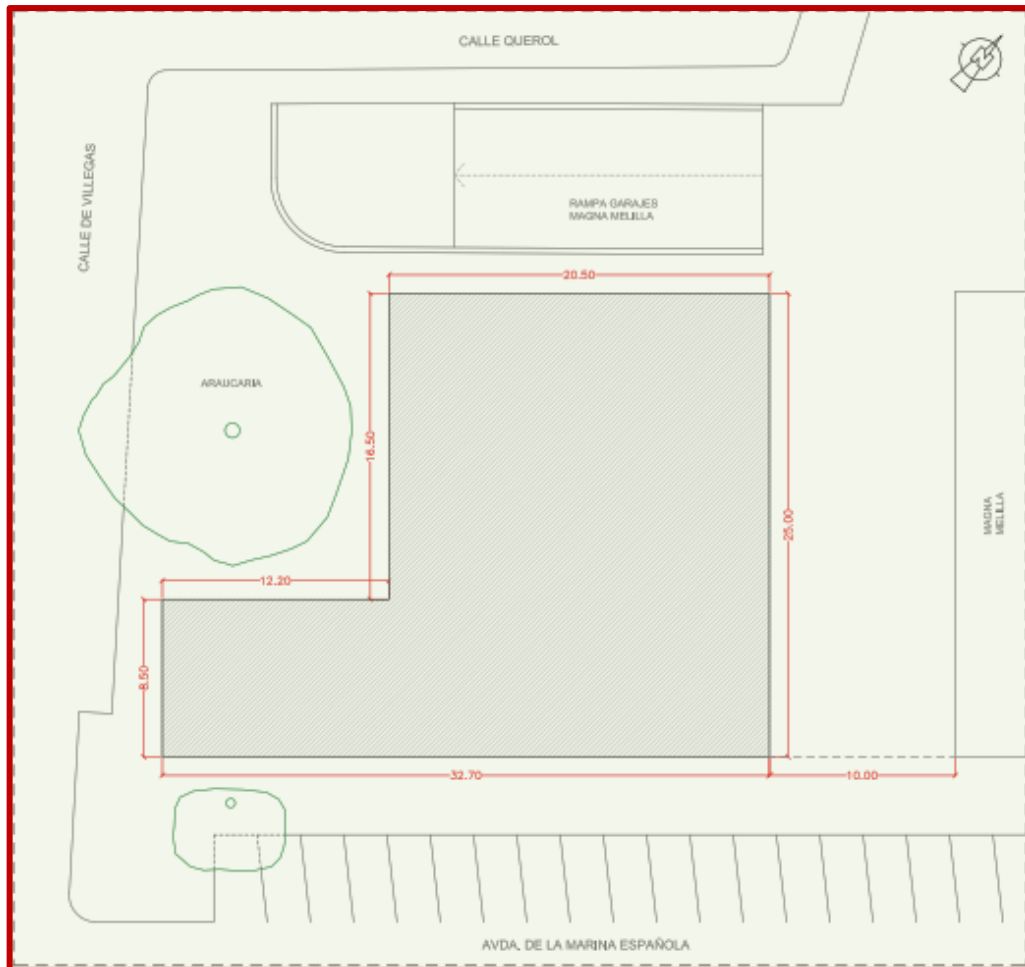 CALLE QUEROL
N
CALLE DE VILLEGAS
RAMPA GARAJES
MAGNA MELILLA
20.50
ARAUCARIA
16.50
25.00
MAGNA
MELILLA
12.20
8.50
32.70
10.00
AVDA. DE LA MARINA ESPAÑOLA